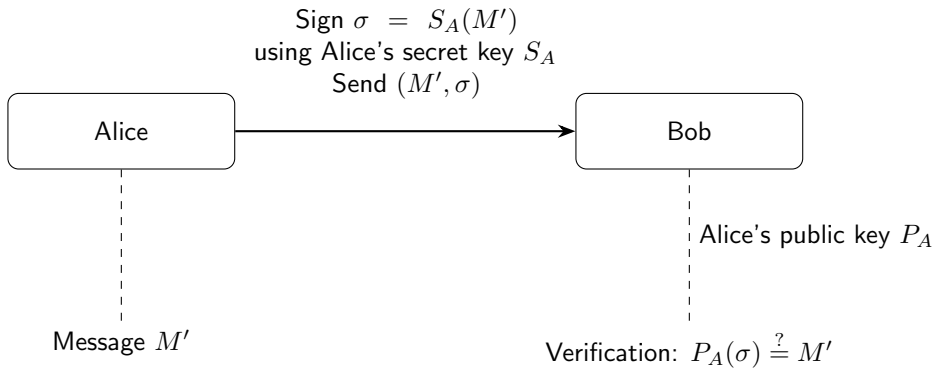 Sign σ = S_A(M′)
using Alice's secret key S_A
Send (M′, σ)
Alice
Bob
Alice's public key P_A
Message M′
Verification: P_A(σ) ≟ M′